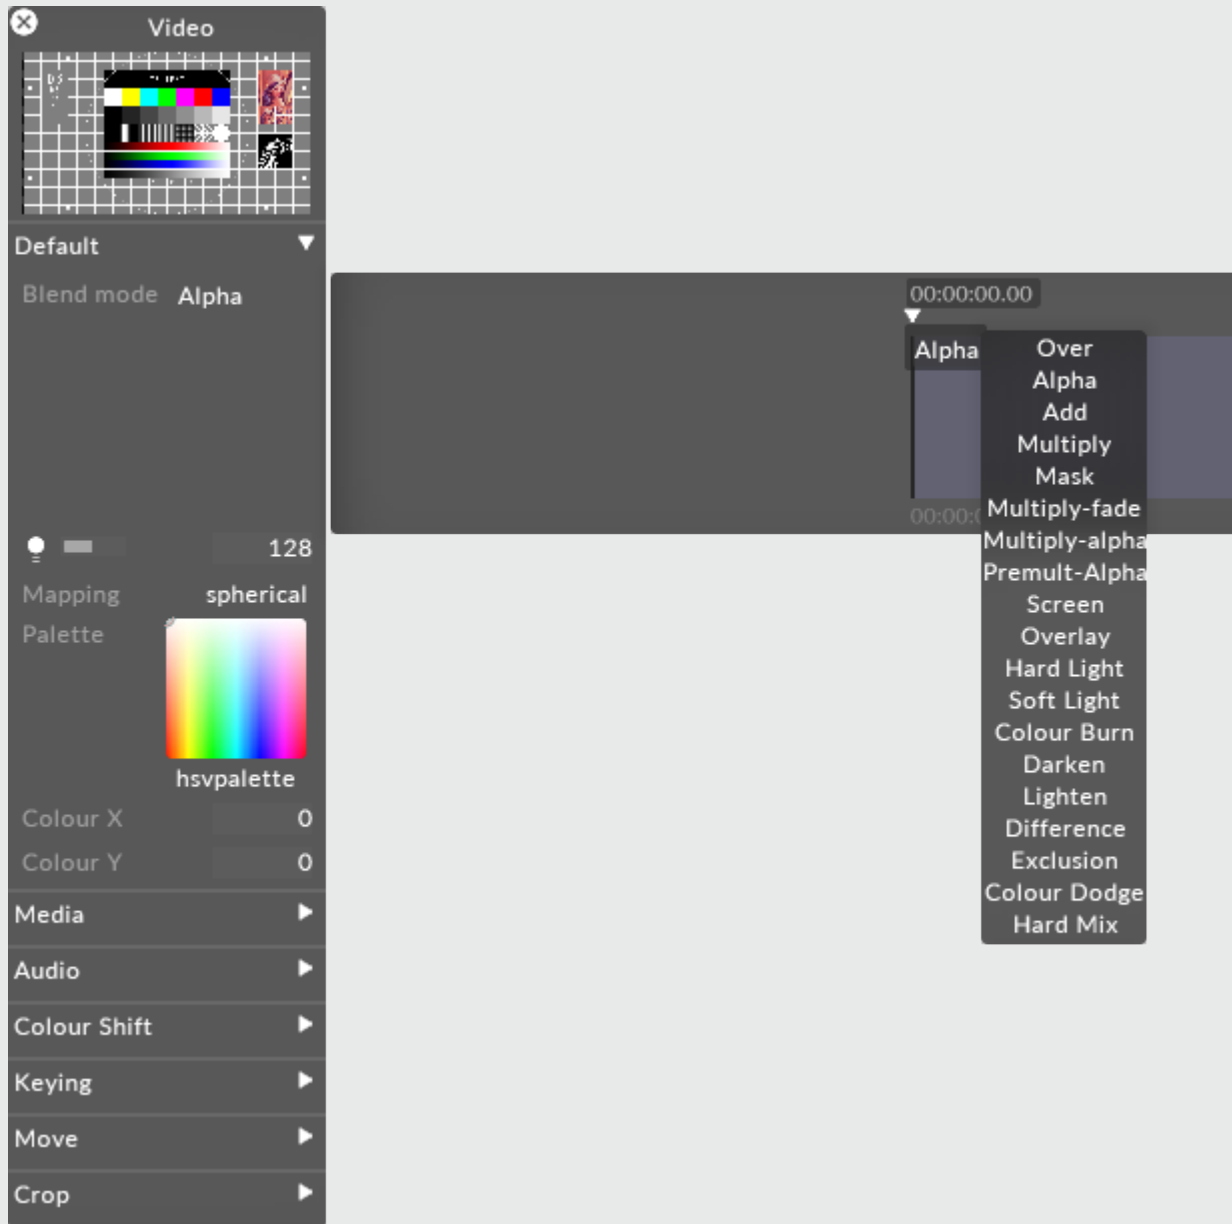 Video
Default
Blend mode Alpha
128
Mapping spherical
Palette
hsvpalette
Colour X 0
Colour Y 0
Media
Audio
Colour Shift
Keying
Move
Crop
00:00:00.00
Alpha
Over
Alpha
Add
Multiply
Mask
Multiply-fade
Multiply-alpha
Premult-Alpha
Screen
Overlay
Hard Light
Soft Light
Colour Burn
Darken
Lighten
Difference
Exclusion
Colour Dodge
Hard Mix